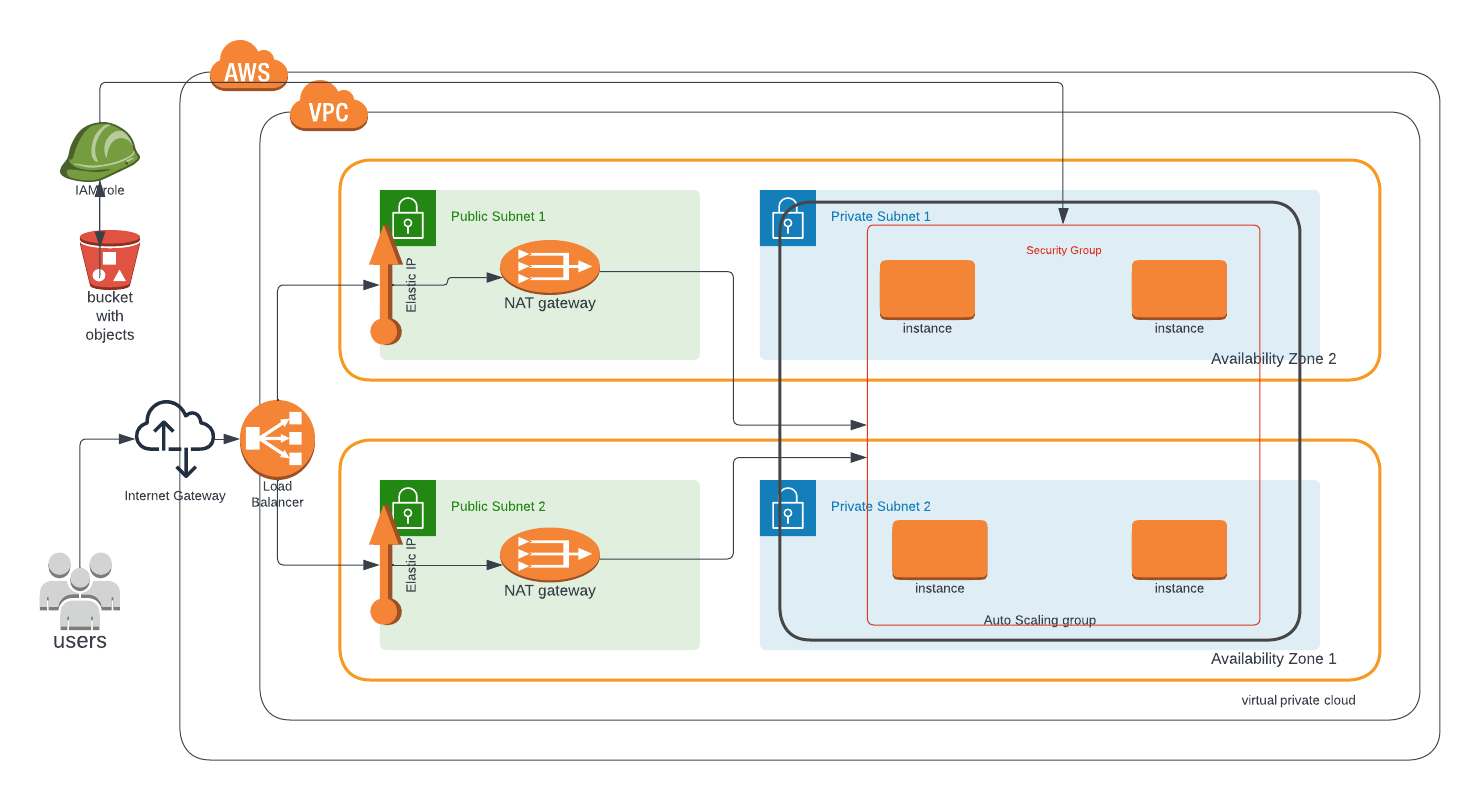 AWS
VPC
IAM role
bucket
with
objects
Public Subnet 1
Elastic IP
NAT gateway
Private Subnet 1
Security Group
instance
instance
Availability Zone 2
Internet Gateway
Load
Balancer
Public Subnet 2
Elastic IP
NAT gateway
Private Subnet 2
instance
instance
Auto Scaling group
Availability Zone 1
users
virtual private cloud